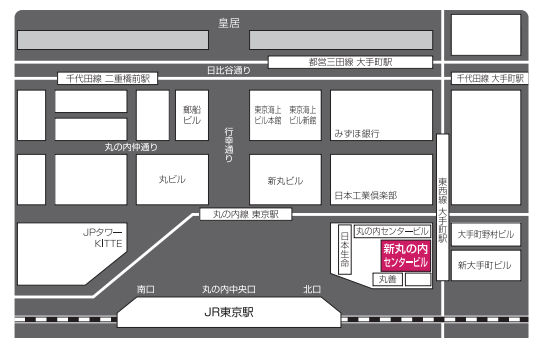 皇居
都営三田線 大手町駅
日比谷通り
千代田線 二重橋前駅
千代田線 大手町駅
郵船
ビル
行幸通り
東京海上
ビル本館
東京海上
ビル新館
みずほ銀行
丸の内仲通り
丸ビル
新丸ビル
日本工業倶楽部
東西線 大手町駅
丸の内線 東京駅
JPタワー
KITTE
日本生命
丸の内センタービル
新丸の内
センタービル
丸善
大手町野村ビル
新大手町ビル
南口
丸の内中央口
北口
JR東京駅